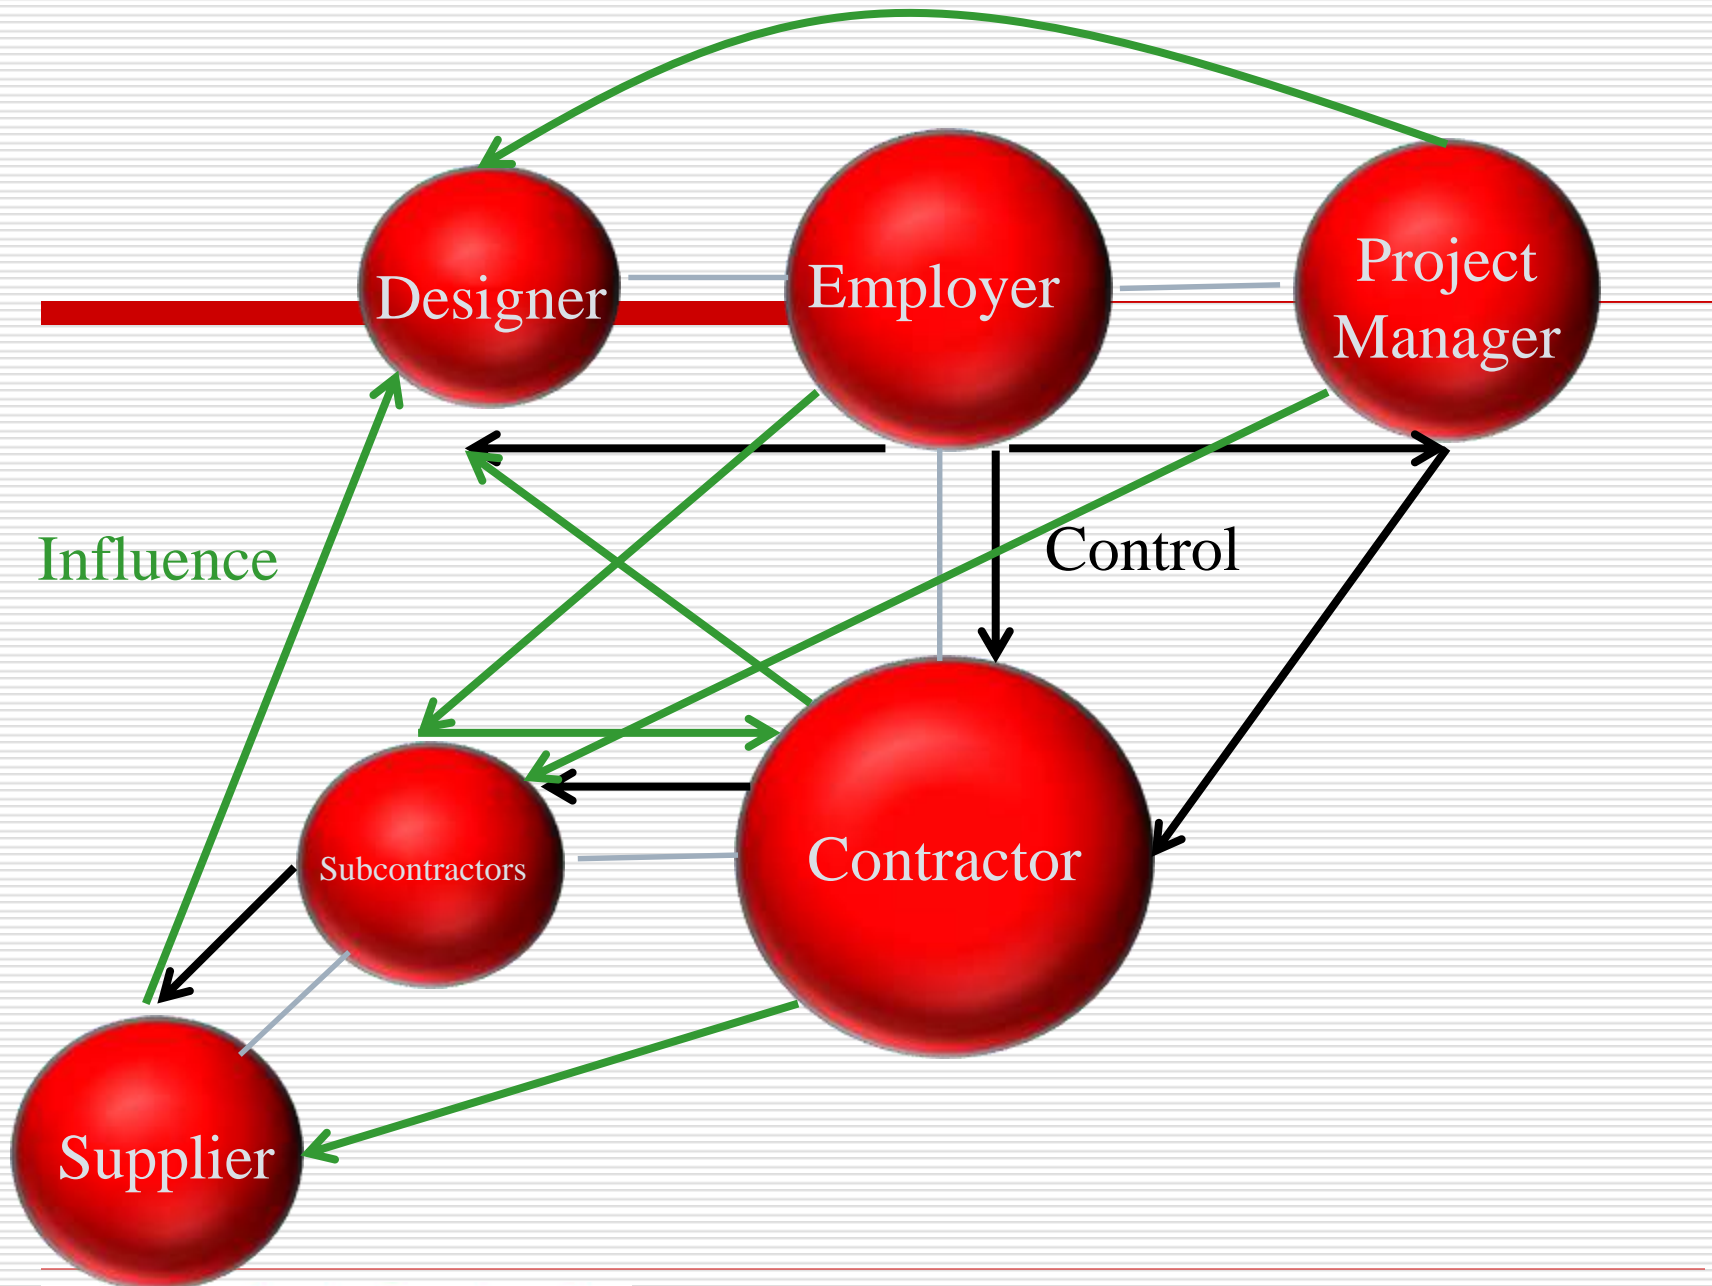 Designer
Employer
Project
Manager
Influence
Control
Subcontractors
Contractor
Supplier